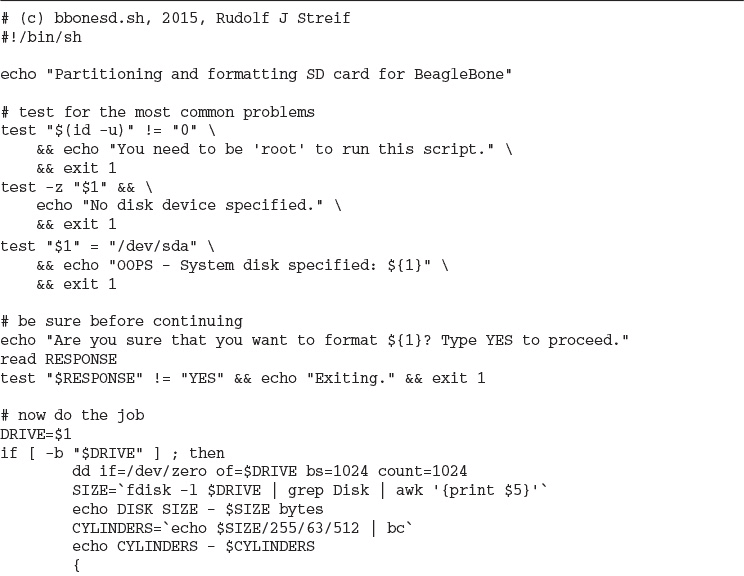 # (c) bbonesd.sh, 2015, Rudolf J Streif
#!/bin/sh

echo "Partitioning and formatting SD card for BeagleBone"

# test for the most common problems
test "$(id -u)" != "0" \
    && echo "You need to be 'root' to run this script." \
    && exit 1
test -z "$1" && \
    echo "No disk device specified." \
    && exit 1
test "$1" = "/dev/sda" \
    && echo "OOPS - System disk specified: ${1}" \
    && exit 1

# be sure before continuing
echo "Are you sure that you want to format ${1}? Type YES to proceed."
read RESPONSE
test "$RESPONSE" != "YES" && echo "Exiting." && exit 1

# now do the job
DRIVE=$1
if [ -b "$DRIVE" ] ; then
        dd if=/dev/zero of=$DRIVE bs=1024 count=1024
        SIZE=`fdisk -l $DRIVE | grep Disk | awk '{print $5}'`
        echo DISK SIZE - $SIZE bytes
        CYLINDERS=`echo $SIZE/255/63/512 | bc`
        echo CYLINDERS - $CYLINDERS
        {